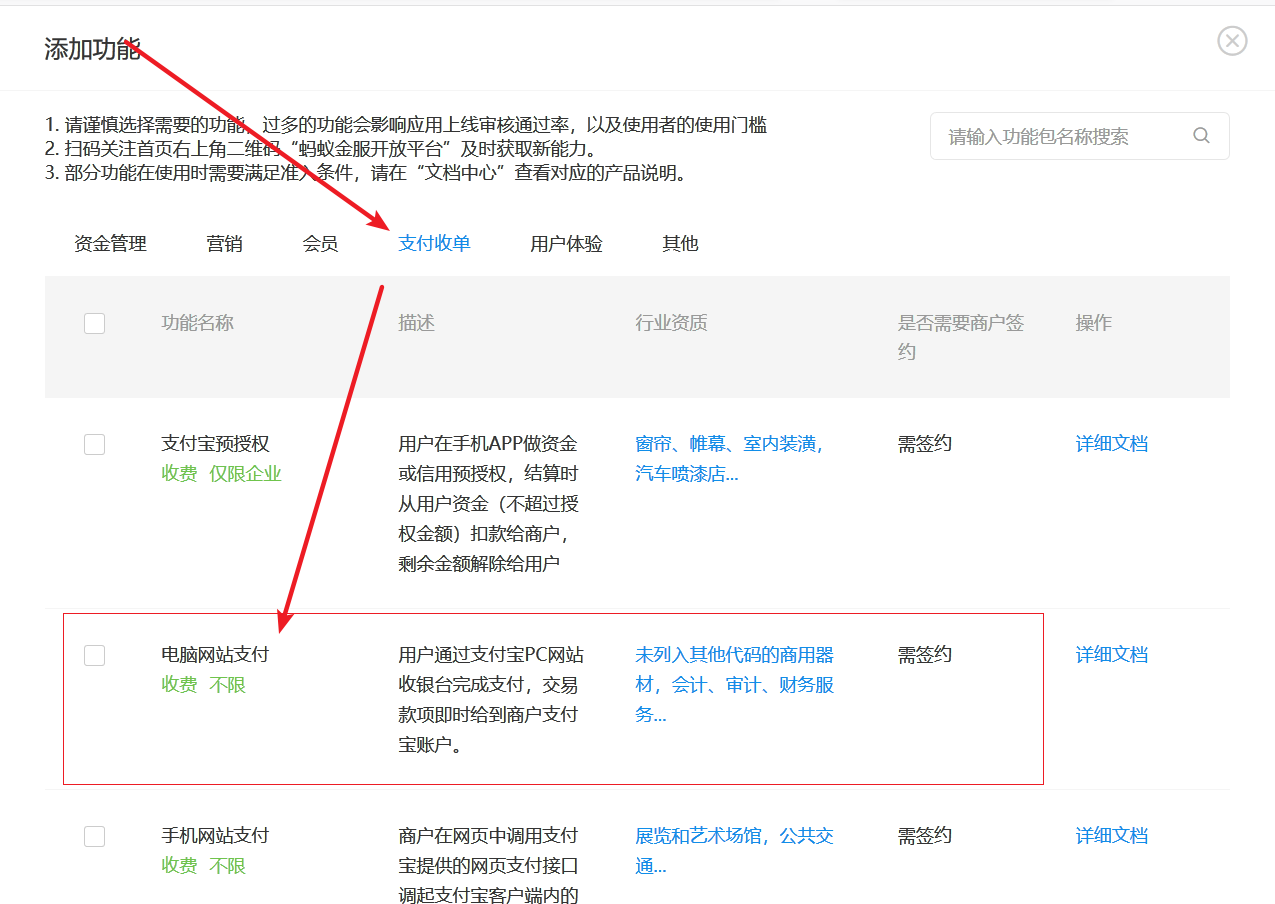 添加功能
1. 请谨慎选择需要的功能，过多的功能会影响应用上线审核通过率，以及使用者的使用门槛
2. 扫码关注首页右上角二维码“蚂蚁金服开放平台”及时获取新能力。
3. 部分功能在使用时需要满足准入条件，请在“文档中心”查看对应的产品说明。
请输入功能包名称搜索
资金管理 营销 会员 支付收单 用户体验 其他
功能名称 描述 行业资质 是否需要商户签 操作
约
支付宝预授权 用户在手机APP做资金 窗帘、帷幕、室内装潢， 需签约 详细文档
收费 仅限企业 或信用预授权，结算时 汽车喷漆店...
从用户资金（不超过授
权金额）扣款给商户，
剩余金额解除给用户
电脑网站支付 用户通过支付宝PC网站 未列入其他代码的商用器 需签约 详细文档
收费 不限 收银台完成支付，交易 材，会计、审计、财务服
款项即时给到商户支付 务...
宝账户。
手机网站支付 商户在网页中调用支付 展览和艺术场馆，公共交 需签约 详细文档
收费 不限 宝提供的网页支付接口 通...
调起支付宝客户端内的